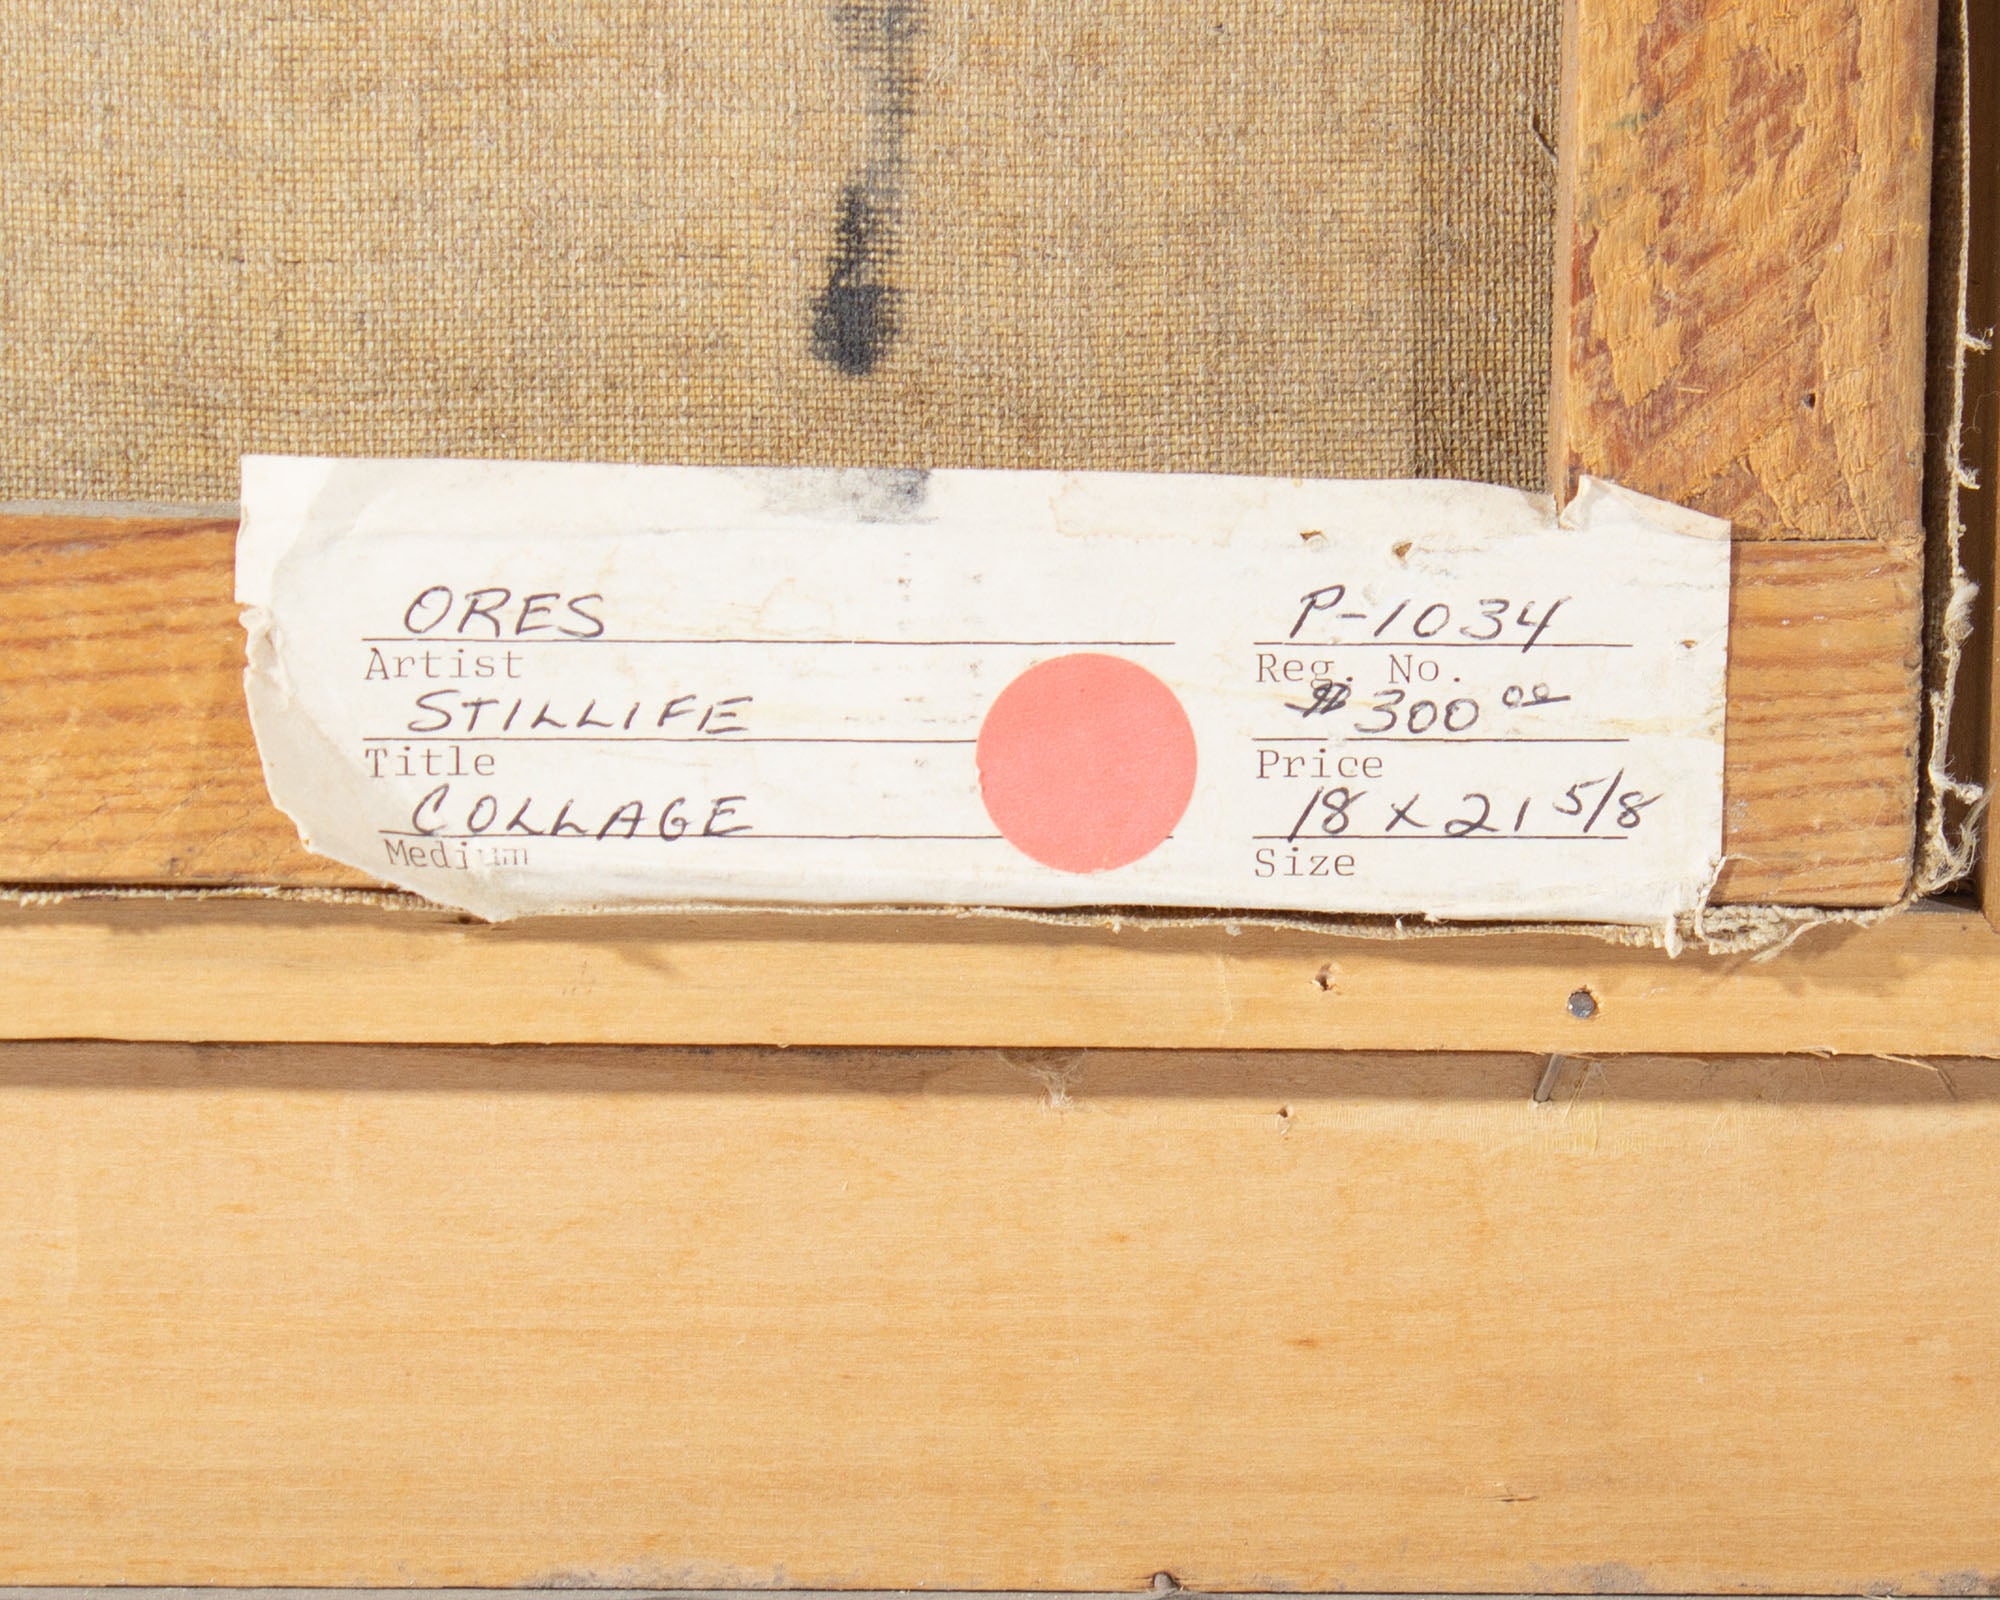 ORES P-1034
Artist Reg. No.
STILLIFE $300 00
Title Price
COLLAGE 18 x 21 5/8
Medium Size